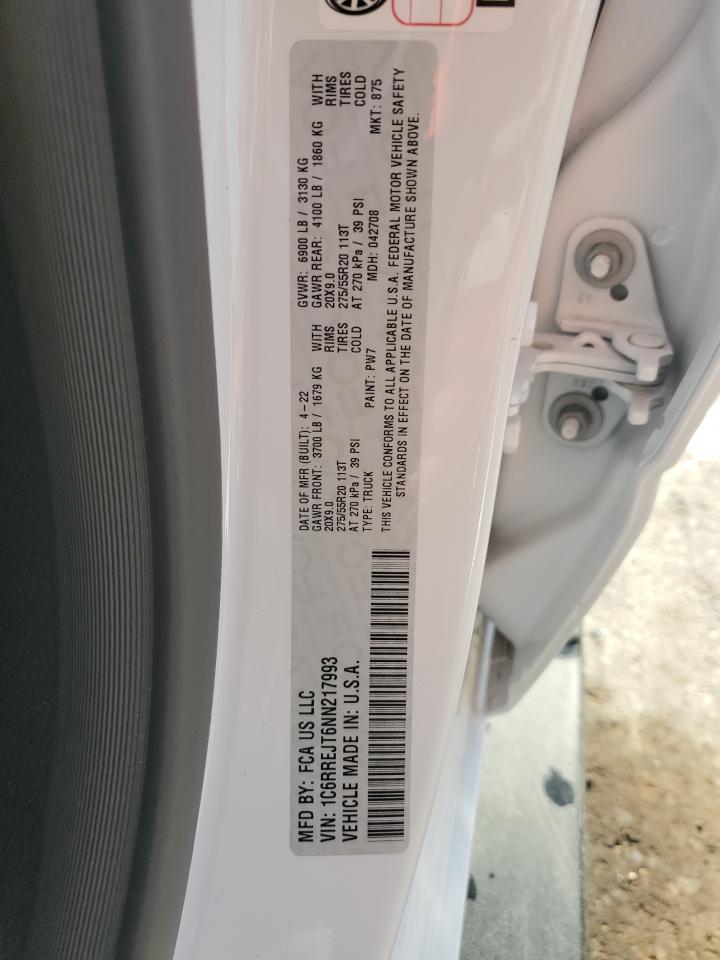 MFD BY: FCA US LLC
VIN: 1C6RREJT6NN217993
VEHICLE MADE IN: U.S.A.
DATE OF MFR (BUILT): 4-22 GVWR: 6900 LB / 3130 KG
GAWR FRONT: 3700 LB / 1679 KG WITH GAWR REAR: 4100 LB / 1860 KG WITH
20X9.0 RIMS 20X9.0 RIMS
275/55R20 113T TIRES 275/55R20 113T TIRES
AT 270 kPa / 39 PSI COLD AT 270 kPa / 39 PSI COLD
TYPE: TRUCK PAINT: PW7 MDH: 042708 MKT: 875
THIS VEHICLE CONFORMS TO ALL APPLICABLE U.S.A. FEDERAL MOTOR VEHICLE SAFETY
STANDARDS IN EFFECT ON THE DATE OF MANUFACTURE SHOWN ABOVE.